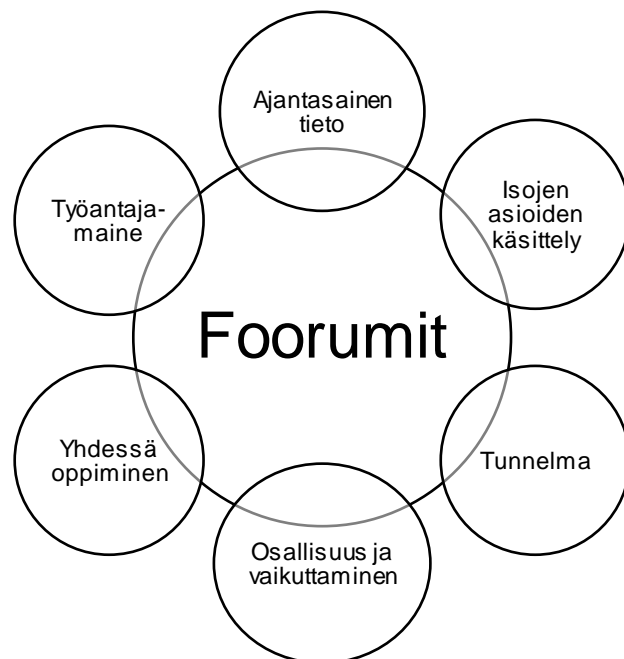 Ajantasainen
tieto
Isojen
asioiden
käsittely
Työantaja-
maine
Foorumit
Tunnelma
Yhdessä
oppiminen
Osallisuus ja
vaikuttaminen